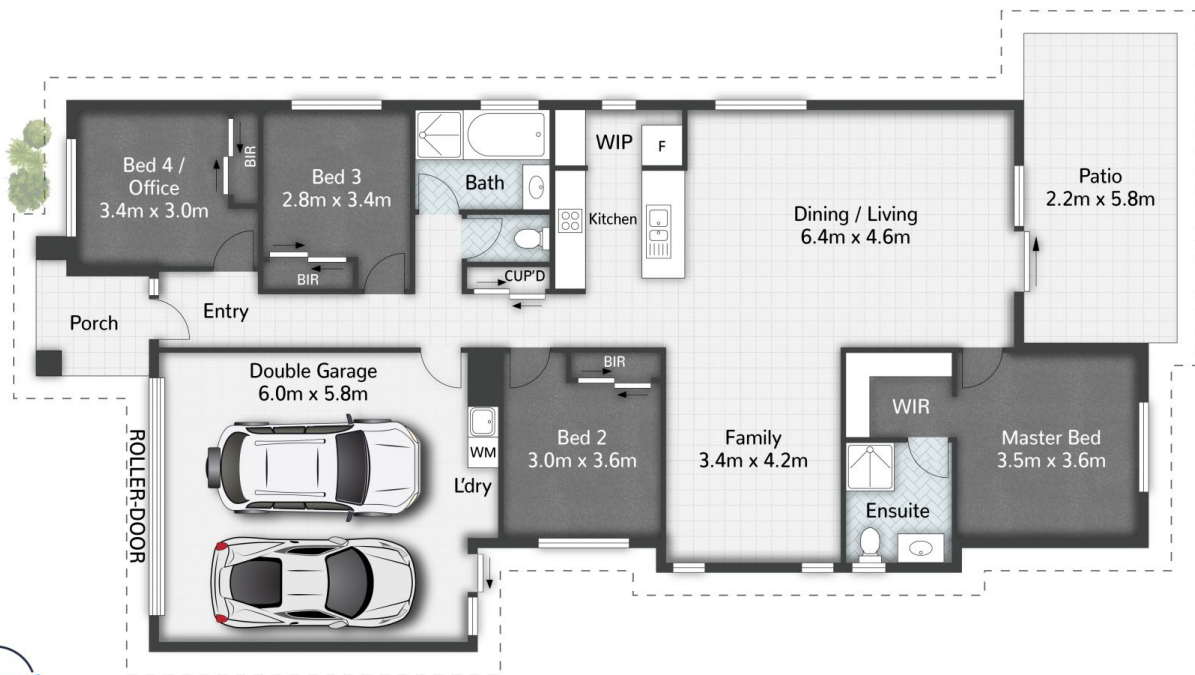 Bed 4 /
Office
3.4m x 3.0m
BIR
Bed 3
2.8m x 3.4m
BIR
Bath
WIP
F
Kitchen
CUP'D
Dining / Living
6.4m x 4.6m
Patio
2.2m x 5.8m
Porch
Entry
Double Garage
6.0m x 5.8m
ROLLER-DOOR
WM
L'dry
BIR
Bed 2
3.0m x 3.6m
Family
3.4m x 4.2m
WIR
Ensuite
Master Bed
3.5m x 3.6m